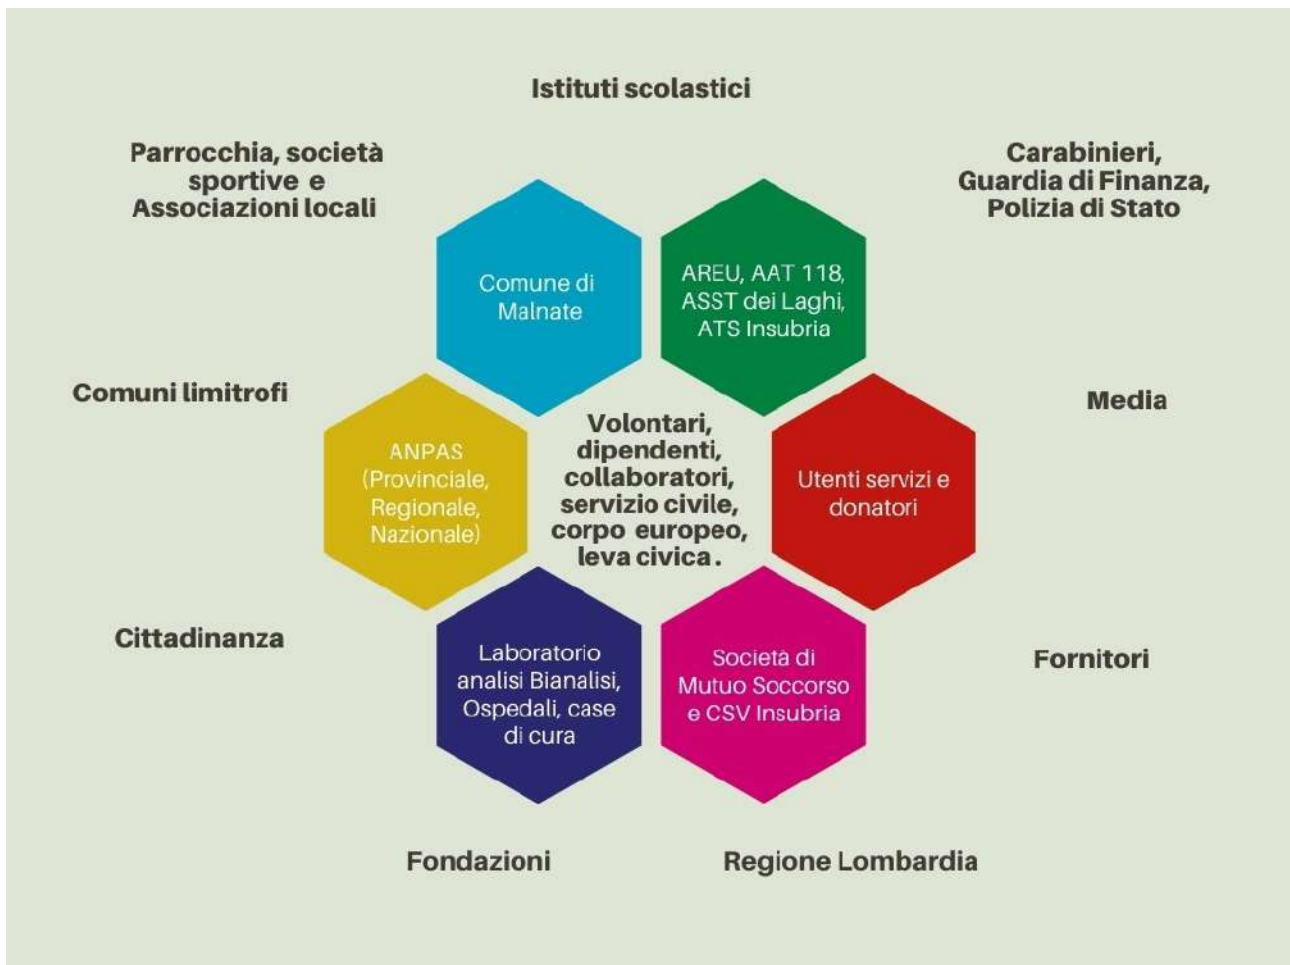 Istituti scolastici
Parrocchia, società
sportive e
Associazioni locali
Carabinieri,
Guardia di Finanza,
Polizia di Stato
Comune di
Malnate
AREU, AAT 118,
ASST dei Laghi,
ATS Insubria
Comuni limitrofi
Media
ANPAS
(Provinciale,
Regionale,
Nazionale)
Volontari,
dipendenti,
collaboratori,
servizio civile,
corpo europeo,
leva civica.
Utenti servizi e
donatori
Cittadinanza
Fornitori
Laboratorio
analisi Bianalisi,
Ospedali, case
di cura
Società di
Mutuo Soccorso
e CSV Insubria
Fondazioni
Regione Lombardia